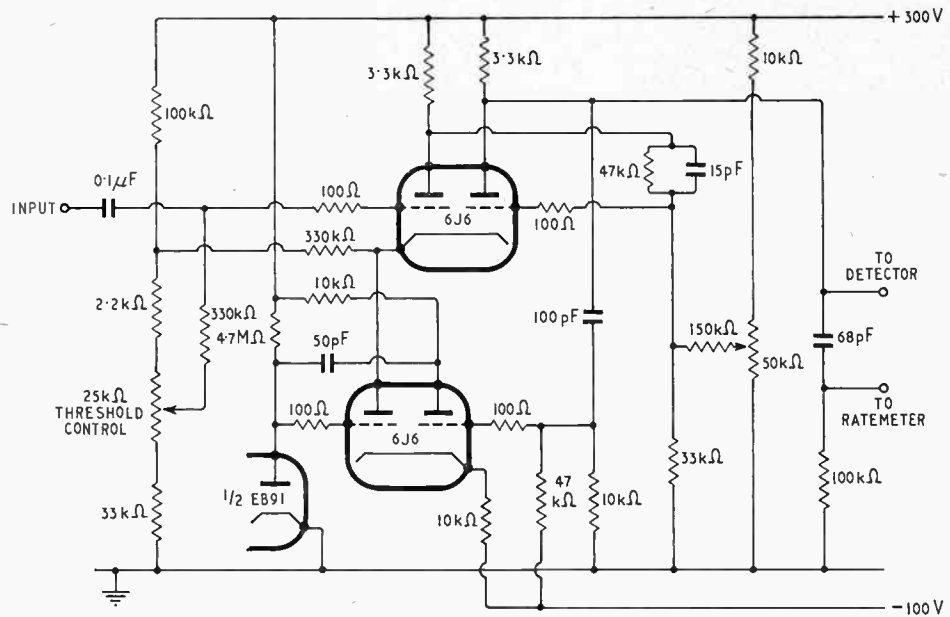 +300V
3·3kΩ
3·3kΩ
10kΩ
100kΩ
47kΩ
15pF
0·1μF
INPUT
100Ω
6J6
100Ω
330kΩ
TO
DETECTOR
2·2kΩ
10kΩ
330kΩ
4·7MΩ
50pF
100pF
150kΩ
50kΩ
68pF
25kΩ
THRESHOLD
CONTROL
100Ω
6J6
100Ω
TO
RATEMETER
1/2 EB91
33kΩ
10kΩ
47
kΩ
10kΩ
33kΩ
100kΩ
-100V